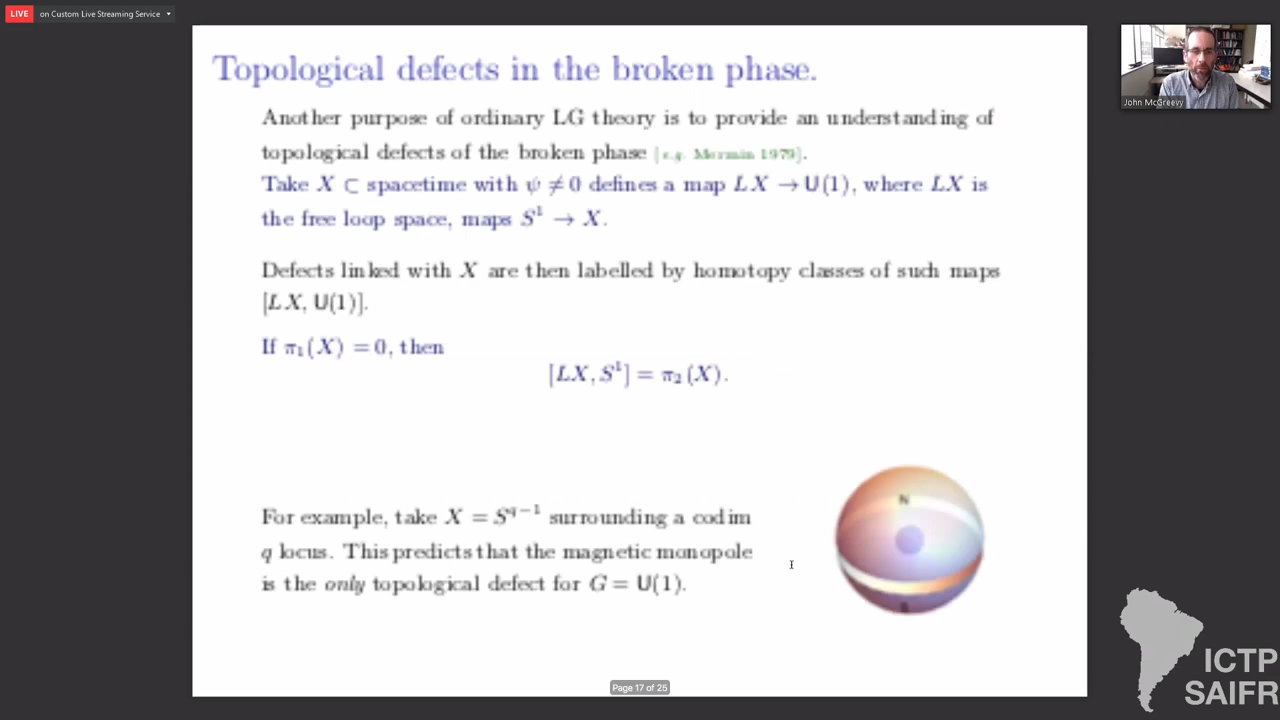 LIVE on Custom Live Streaming Service
Topological defects in the broken phase.
Another purpose of ordinary LG theory is to provide an understanding of
topological defects of the broken phase [e.g. Mermin 1979].
Take X ⊂ spacetime with ψ ≠ 0 defines a map LX → U(1), where LX is
the free loop space, maps S¹ → X.
Defects linked with X are then labelled by homotopy classes of such maps
[LX, U(1)].
If π₁(X) = 0, then
[LX, S¹] = π₂(X).
For example, take X = S^{q−1} surrounding a codim
q locus. This predicts that the magnetic monopole
is the only topological defect for G = U(1).
N
Page 17 of 25
John McGreevy
ICTP
SAIFR